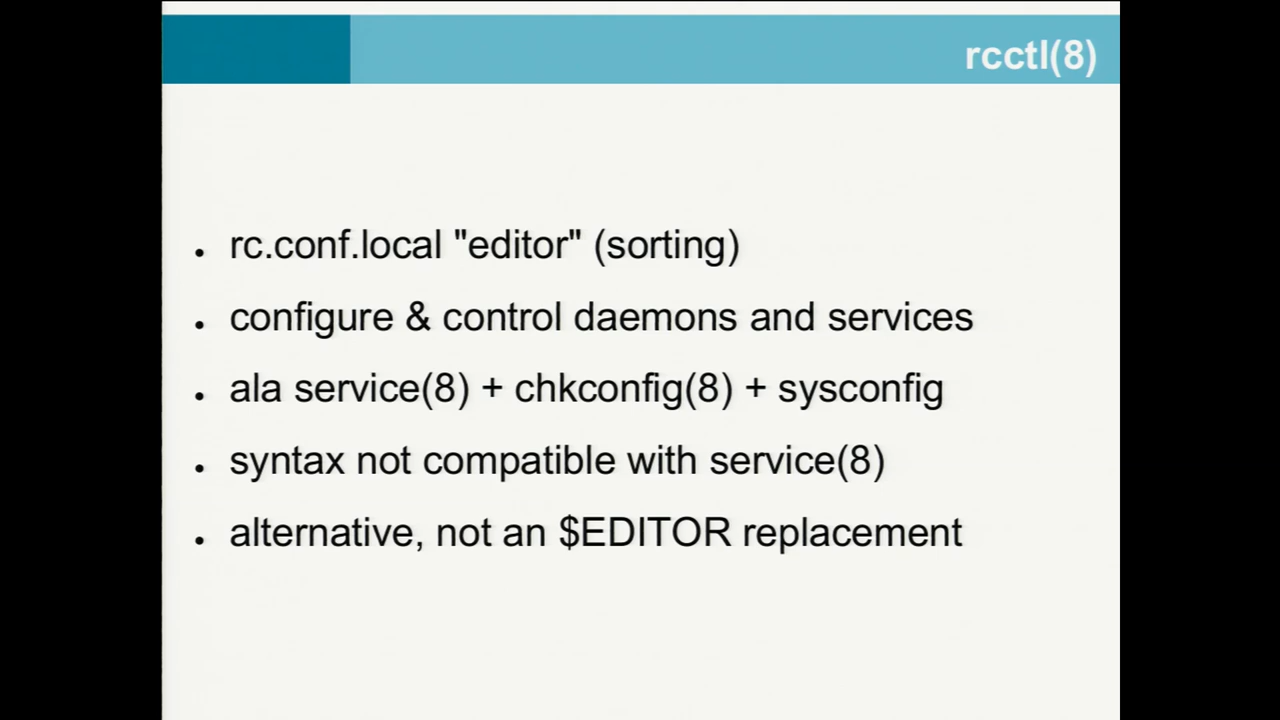 rcctl(8)
. rc.conf.local "editor" (sorting)
. configure & control daemons and services
. ala service(8) + chkconfig(8) + sysconfig
. syntax not compatible with service(8)
. alternative, not an $EDITOR replacement